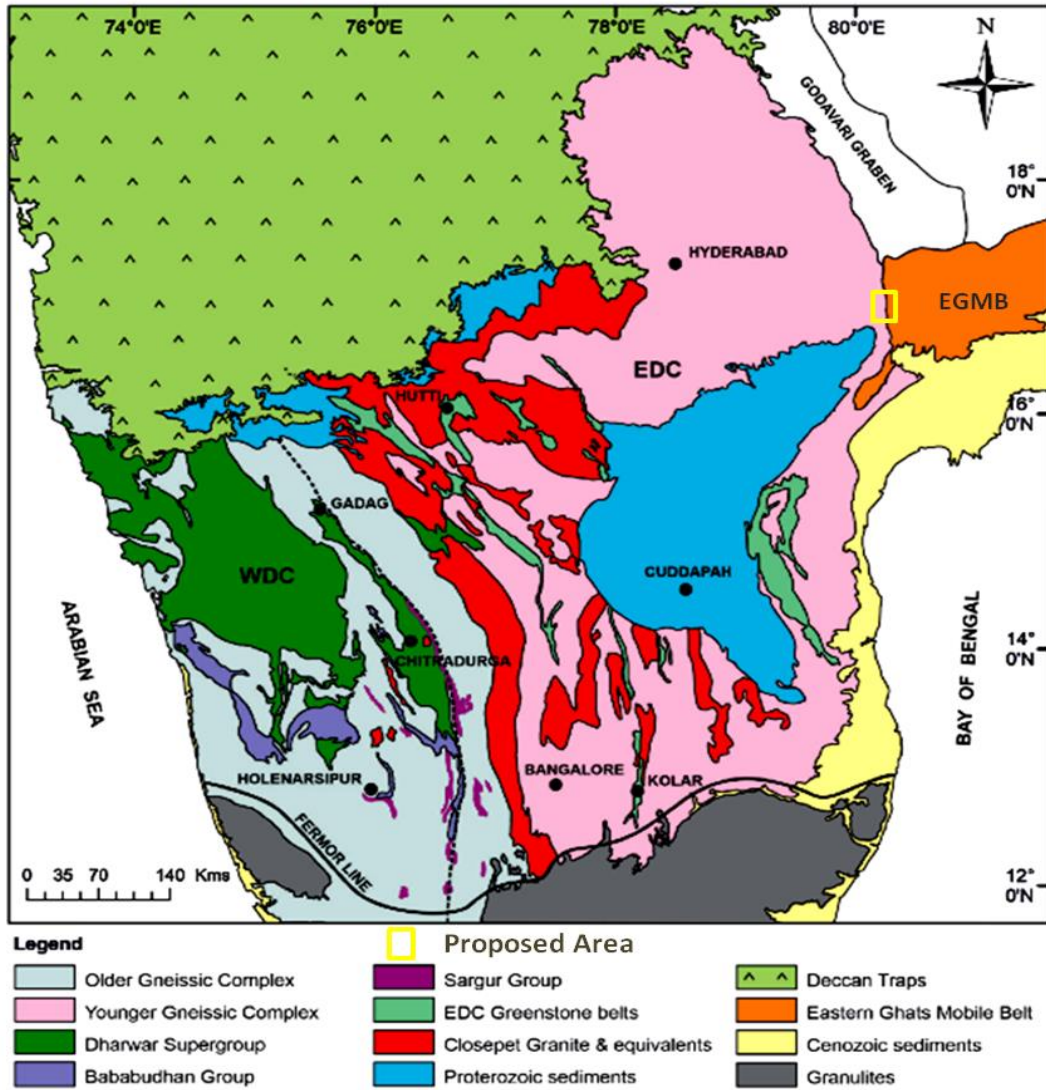 74°0'E 76°0'E 78°0'E 80°0'E
N
GODAVARI GRABEN
18°
0'N
HYDERABAD
EGMB
EDC
HUTTI
16°
0'N
GADAG
WDC
CUDDAPAH
ARABIAN SEA
CHITRADURGA
14°
0'N
BAY OF BENGAL
HOLENARSIPUR
BANGALORE
KOLAR
FERMOR LINE
0 35 70 140 Kms
12°
0'N
Legend
Proposed Area
Older Gneissic Complex
Sargur Group
Deccan Traps
Younger Gneissic Complex
EDC Greenstone belts
Eastern Ghats Mobile Belt
Dharwar Supergroup
Closepet Granite & equivalents
Cenozoic sediments
Bababudhan Group
Proterozoic sediments
Granulites